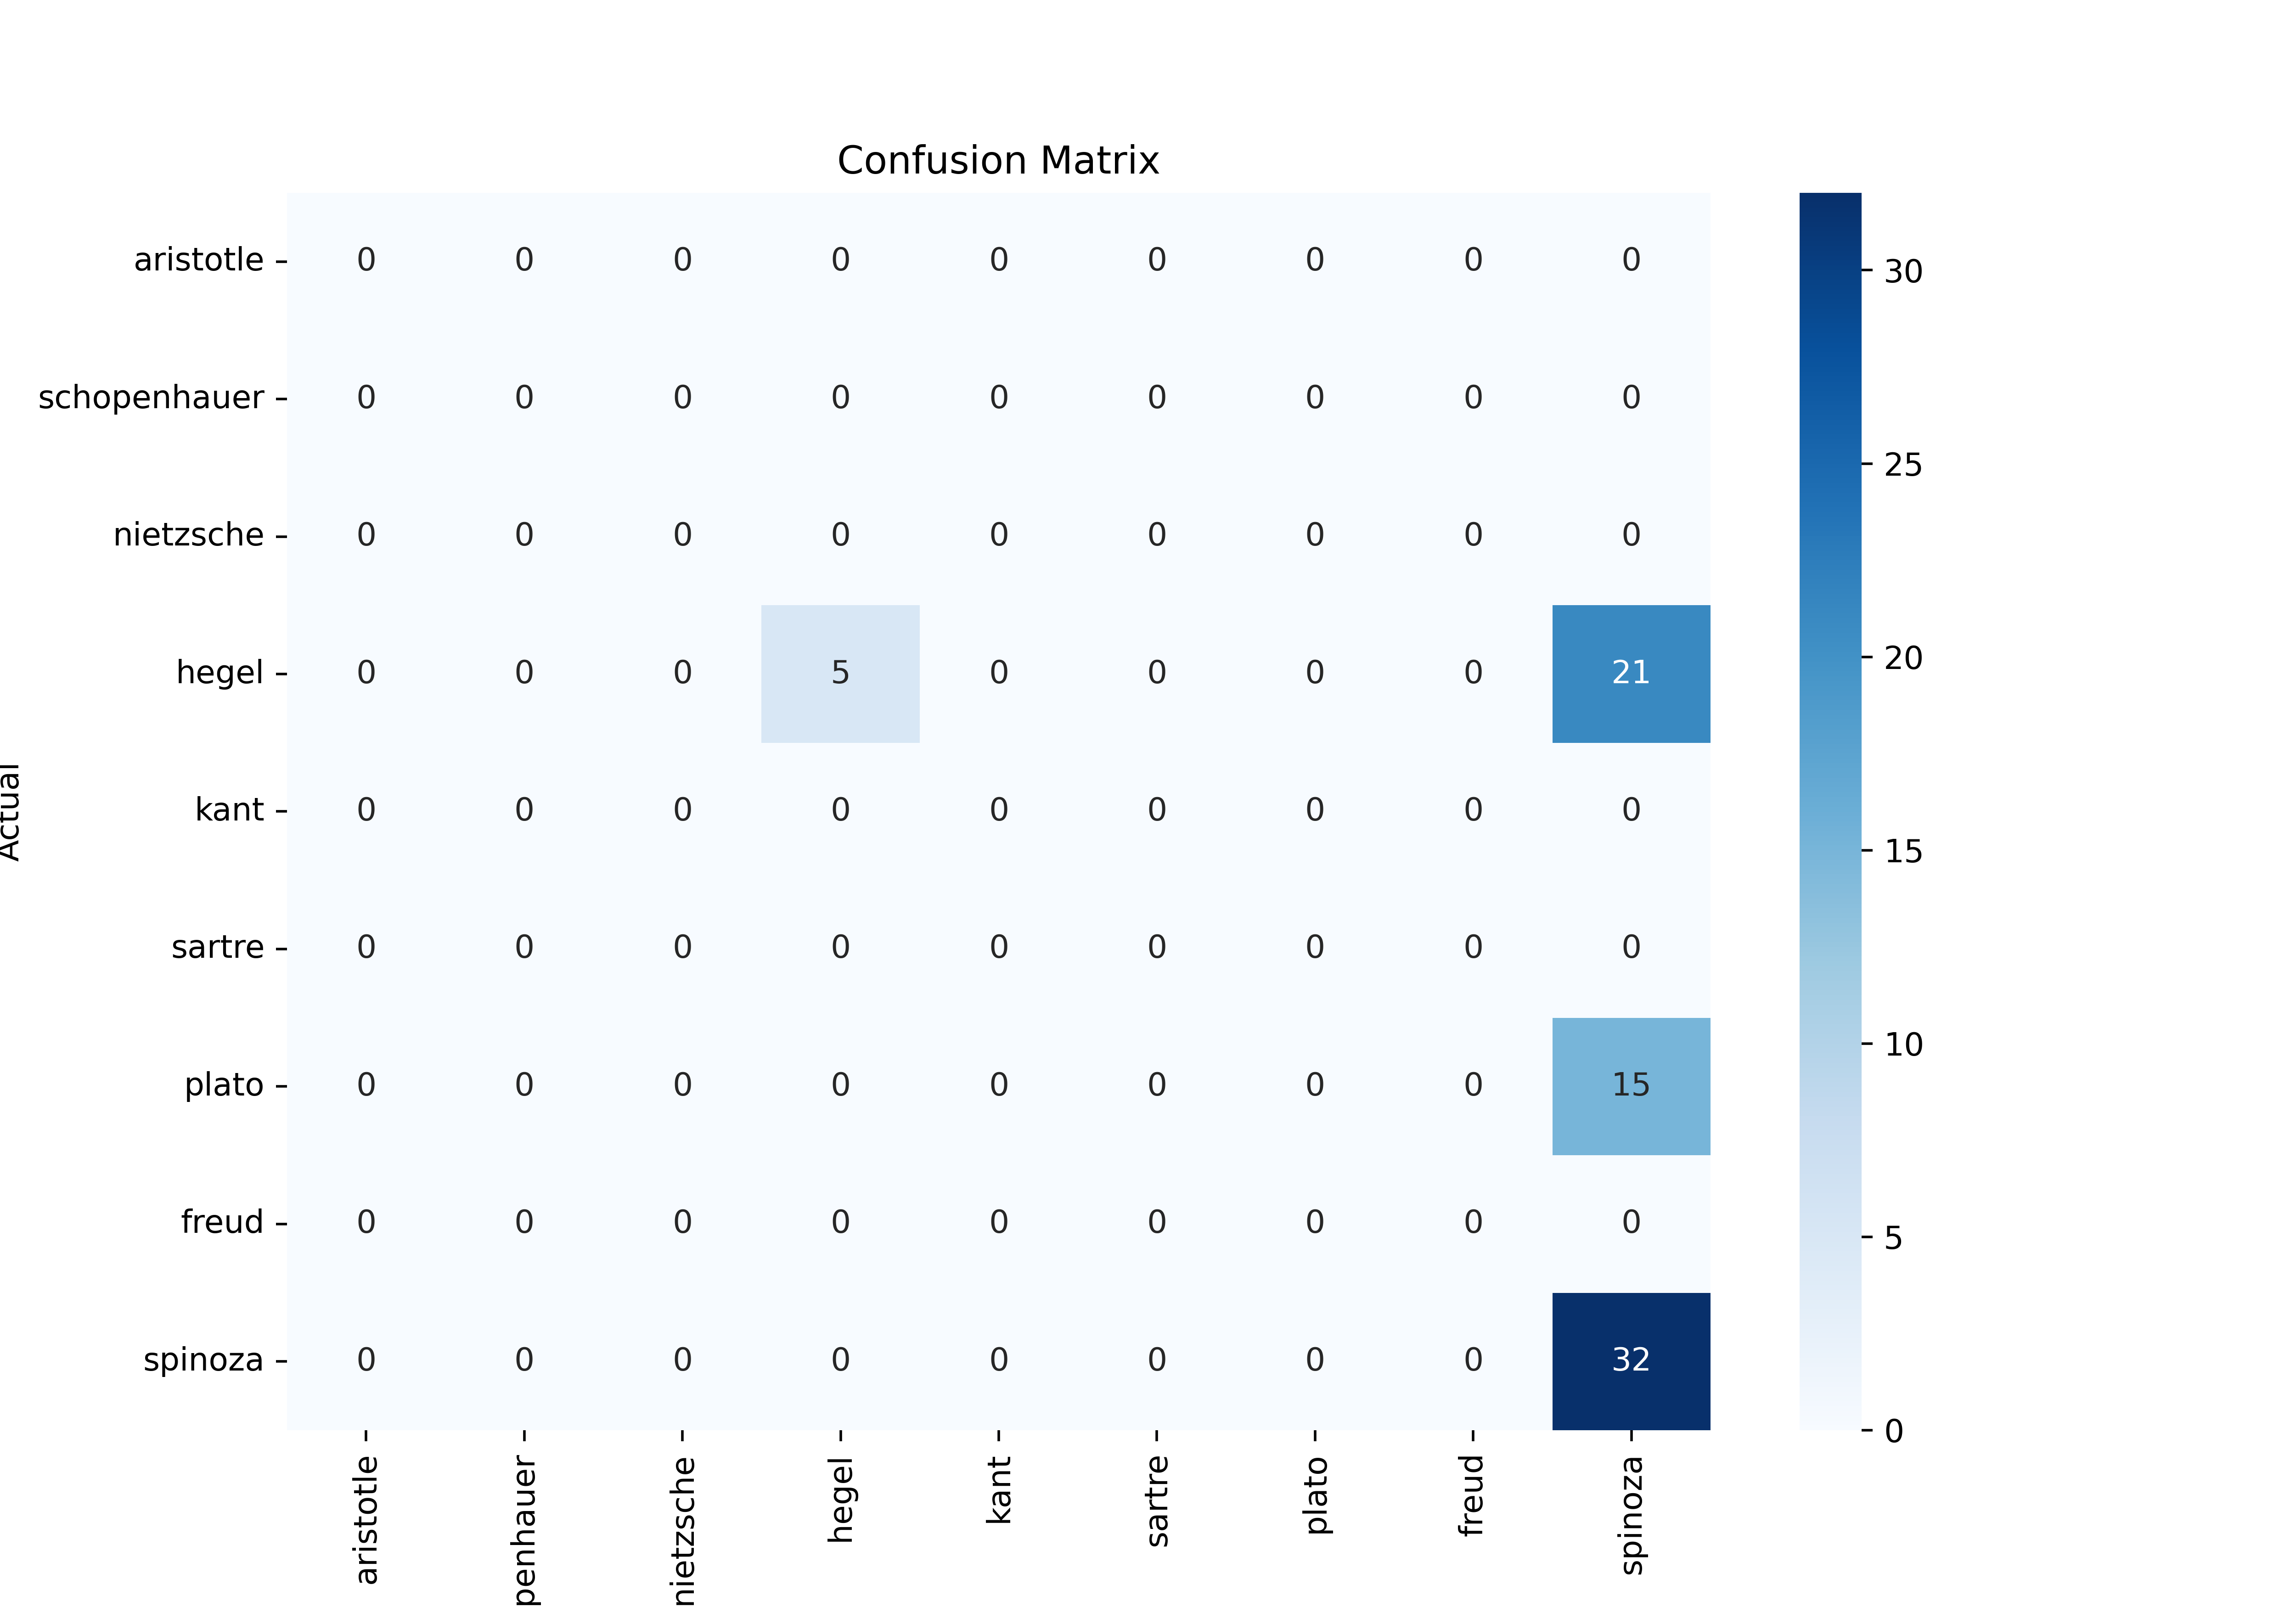 Confusion Matrix
aristotle 0 0 0 0 0 0 0 0 0
schopenhauer 0 0 0 0 0 0 0 0 0
nietzsche 0 0 0 0 0 0 0 0 0
hegel 0 0 0 5 0 0 0 0 21
kant 0 0 0 0 0 0 0 0 0
sartre 0 0 0 0 0 0 0 0 0
plato 0 0 0 0 0 0 0 0 15
freud 0 0 0 0 0 0 0 0 0
spinoza 0 0 0 0 0 0 0 0 32
Actual
aristotle penhauer nietzsche hegel kant sartre plato freud spinoza
30
25
20
15
10
5
0